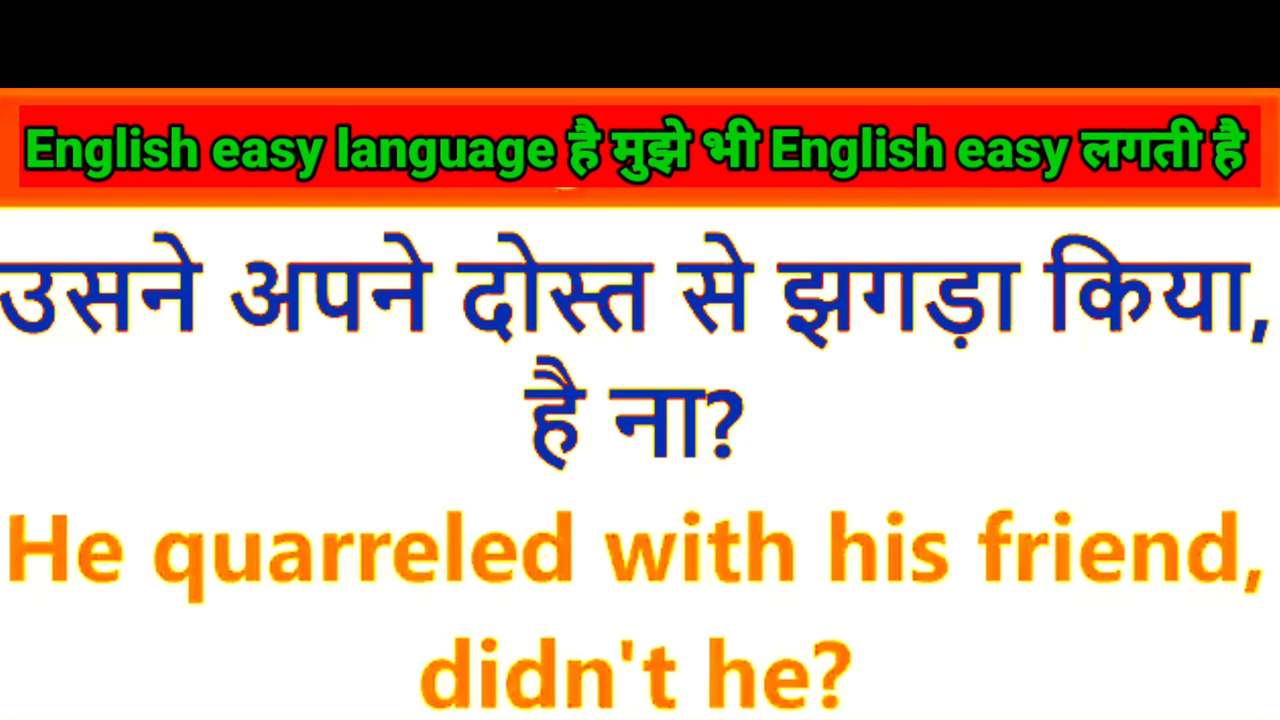 English easy language है मुझे भी English easy लगती है
उसने अपने दोस्त से झगड़ा किया,
है ना?
He quarreled with his friend,
didn't he?